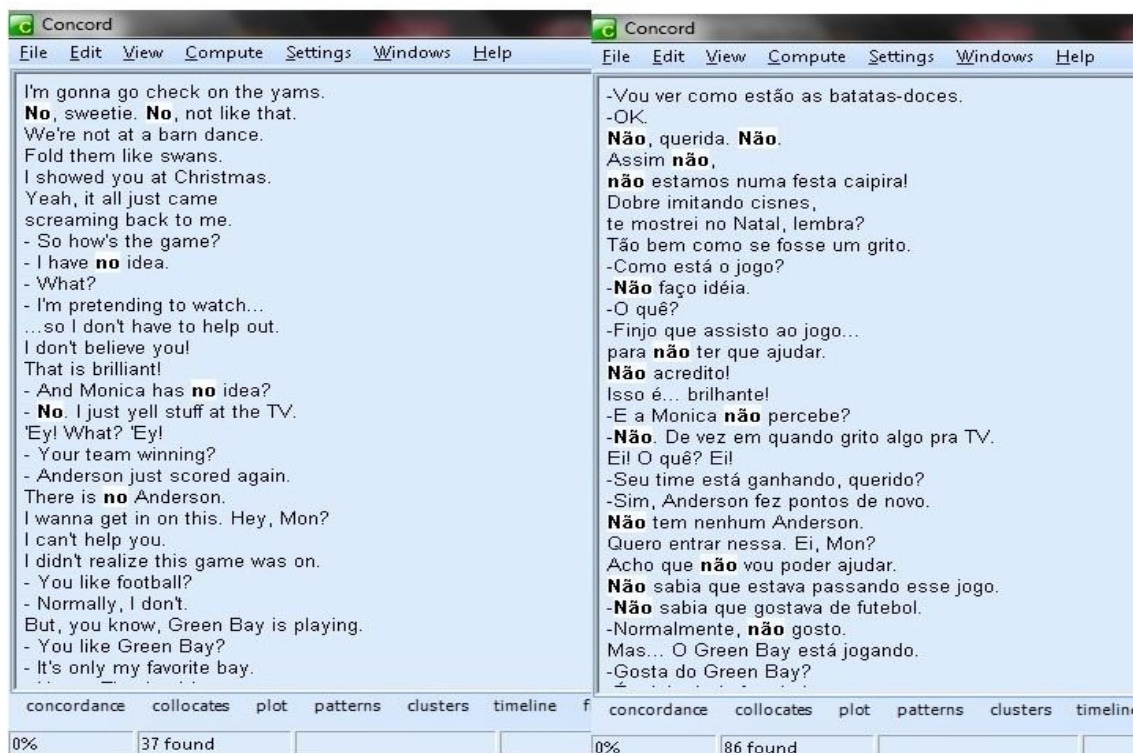 Concord
File Edit View Compute Settings Windows Help
I'm gonna go check on the yams.
No, sweetie. No, not like that.
We're not at a barn dance.
Fold them like swans.
I showed you at Christmas.
Yeah, it all just came
screaming back to me.
- So how's the game?
- I have no idea.
- What?
- I'm pretending to watch...
...so I don't have to help out.
I don't believe you!
That is brilliant!
- And Monica has no idea?
- No. I just yell stuff at the TV.
'Ey! What? 'Ey!
- Your team winning?
- Anderson just scored again.
There is no Anderson.
I wanna get in on this. Hey, Mon?
I can't help you.
I didn't realize this game was on.
- You like football?
- Normally, I don't.
But, you know, Green Bay is playing.
- You like Green Bay?
- It's only my favorite bay.
concordance collocates plot patterns clusters timeline
0% 37 found
Concord
File Edit View Compute Settings Windows Help
-Vou ver como estão as batatas-doces.
-OK.
Não, querida. Não.
Assim não,
não estamos numa festa caipira!
Dobre imitando cisnes,
te mostrei no Natal, lembra?
Tão bem como se fosse um grito.
-Como está o jogo?
-Não faço idéia.
-O quê?
-Finjo que assisto ao jogo...
para não ter que ajudar.
Não acredito!
Isso é... brilhante!
-E a Monica não percebe?
-Não. De vez em quando grito algo pra TV.
Ei! O quê? Ei!
-Seu time está ganhando, querido?
-Sim, Anderson fez pontos de novo.
Não tem nenhum Anderson.
Quero entrar nessa. Ei, Mon?
Acho que não vou poder ajudar.
Não sabia que estava passando esse jogo.
-Não sabia que gostava de futebol.
-Normalmente, não gosto.
Mas... O Green Bay está jogando.
-Gosta do Green Bay?
concordance collocates plot patterns clusters timeline
0% 86 found